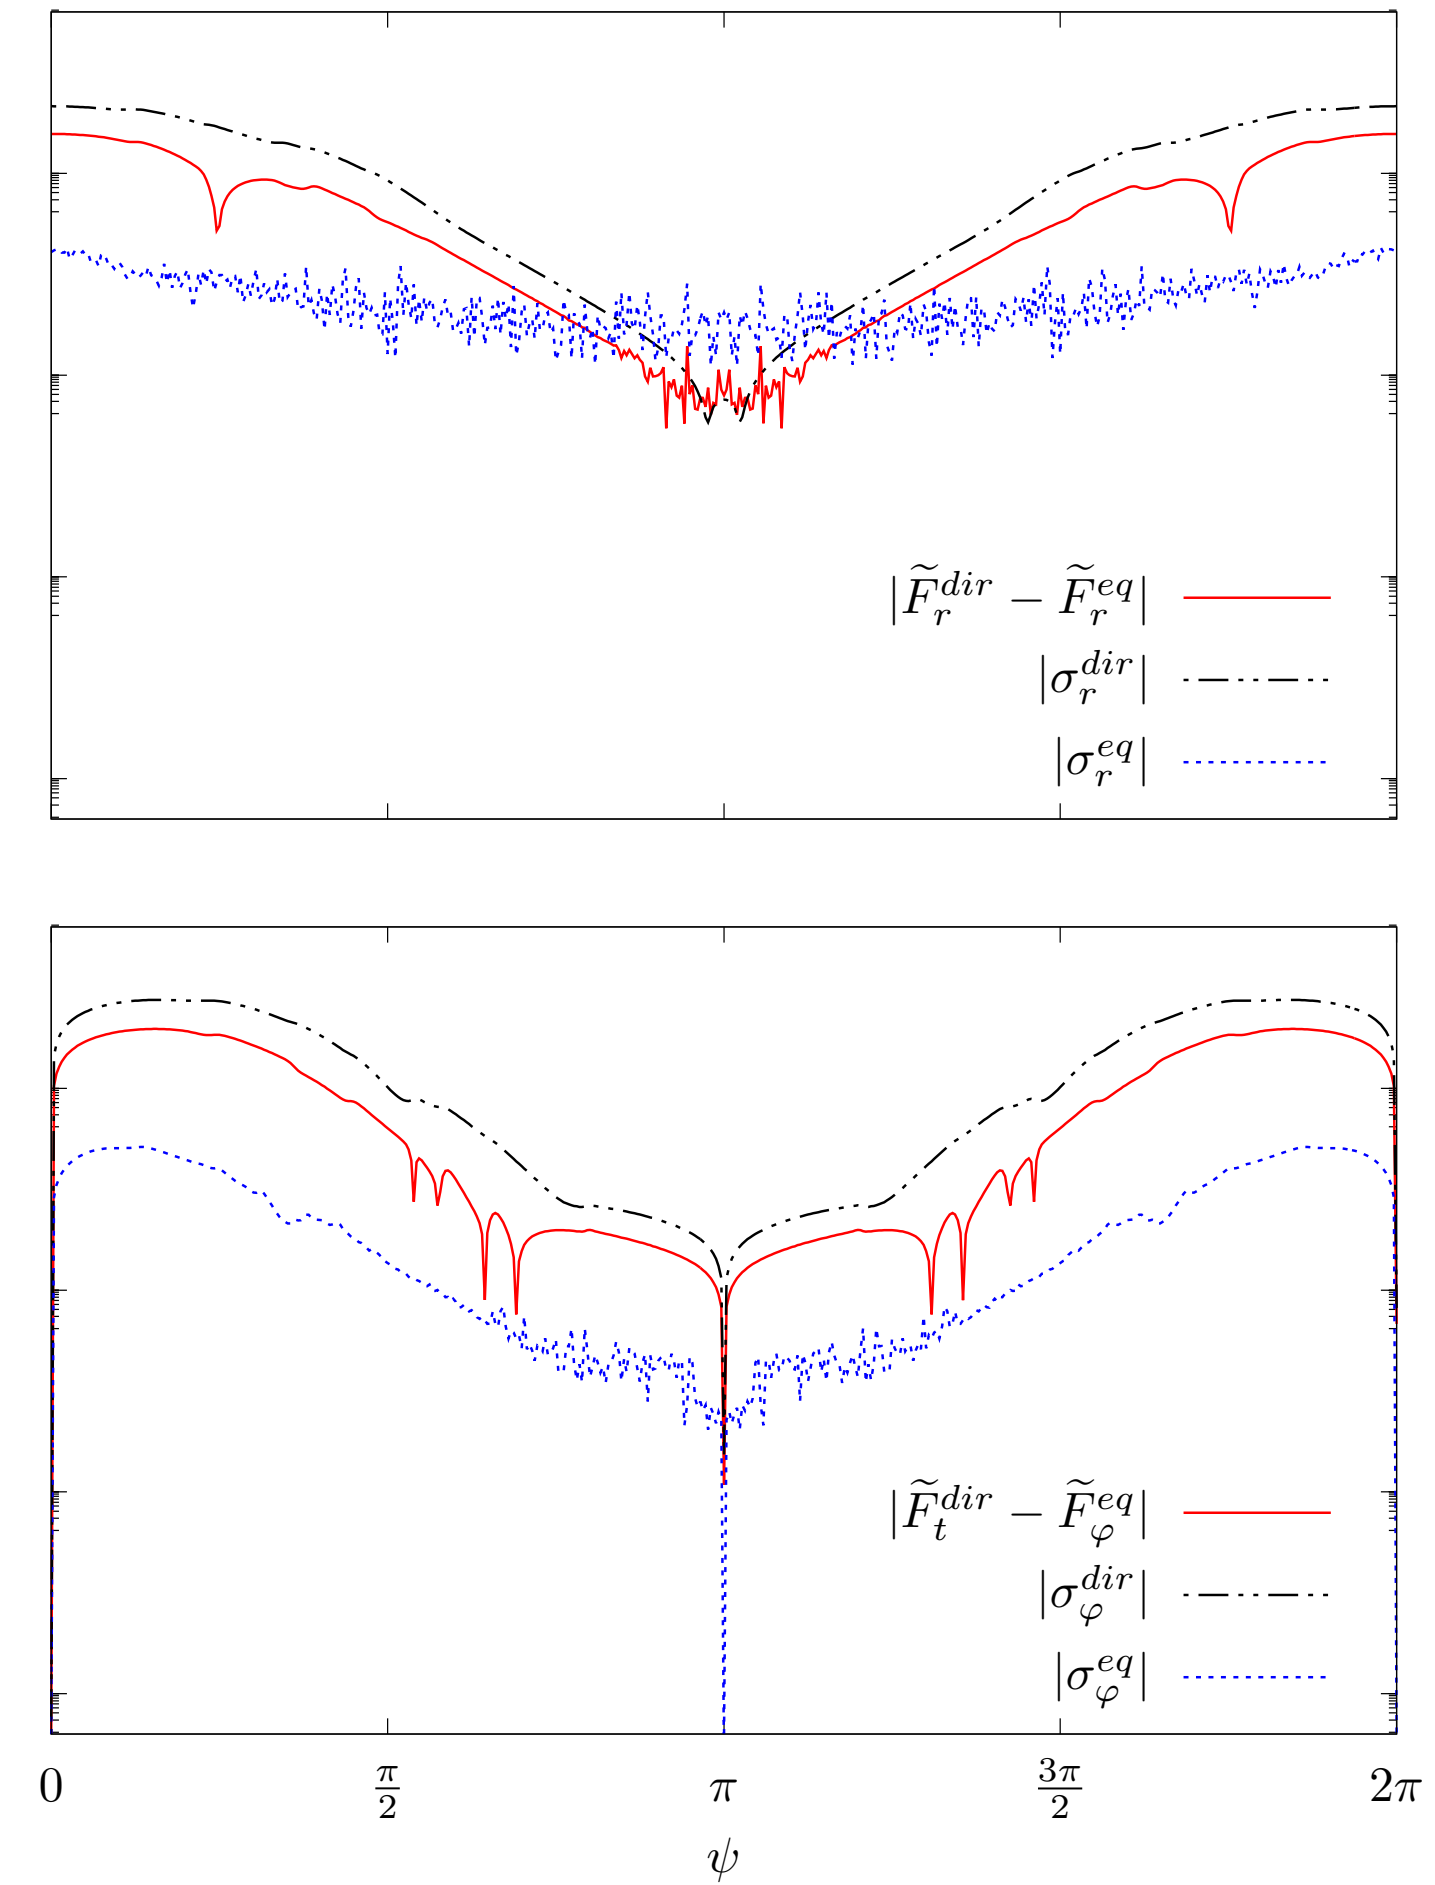 |F̃_r^{dir} − F̃_r^{eq}|
|σ_r^{dir}|
|σ_r^{eq}|
|F̃_t^{dir} − F̃_φ^{eq}|
|σ_φ^{dir}|
|σ_φ^{eq}|
0 π/2 π 3π/2 2π
ψ